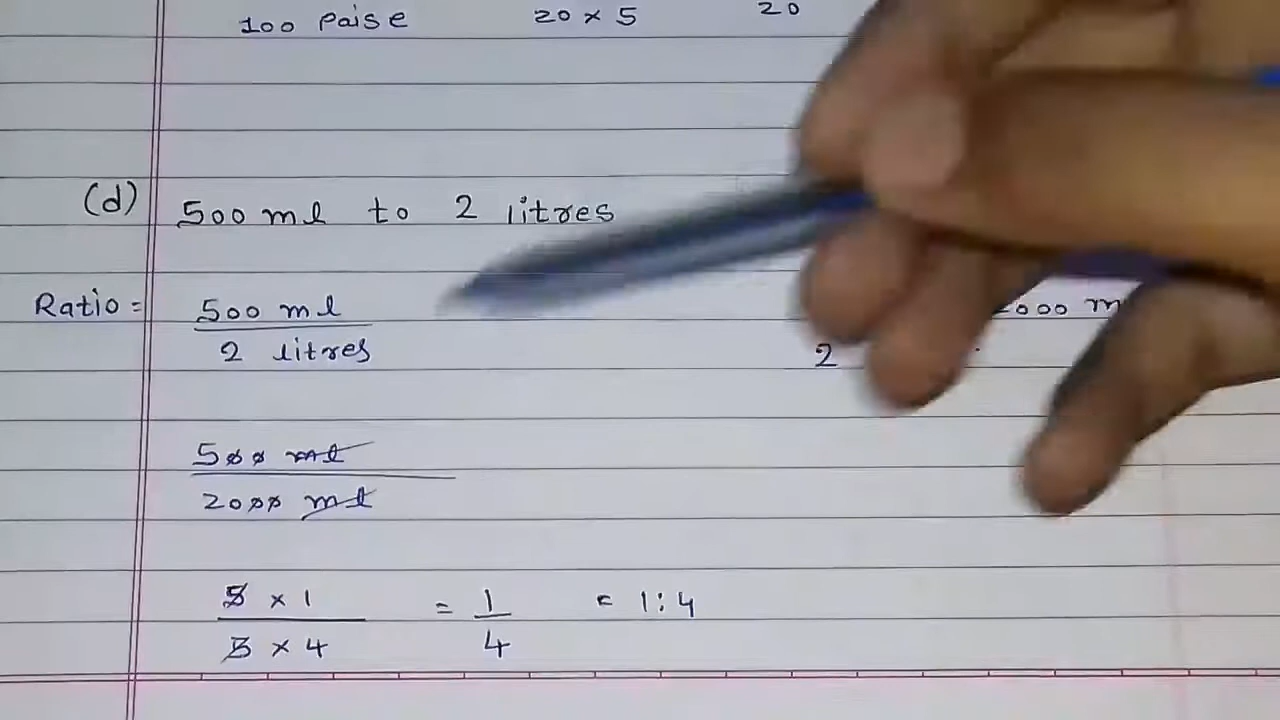 100 Paise 20 × 5 20
(d) 500 ml to 2 litres
Ratio = 500 ml
2 litres
2
500 ml
2000 ml
5 × 1
5 × 4
= 1
4
= 1:4